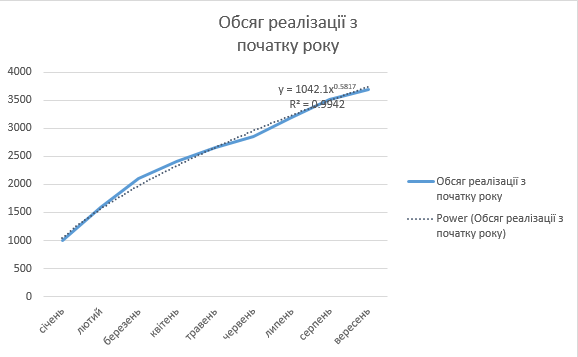 Обсяг реалізації з
початку року
4000
3500
3000
2500
2000
1500
1000
500
0
y = 1042.1x^0.5817
R² = 0.9942
січень
лютий
березень
квітень
травень
червень
липень
серпень
вересень
Обсяг реалізації з
початку року
Power (Обсяг реалізації з
початку року)